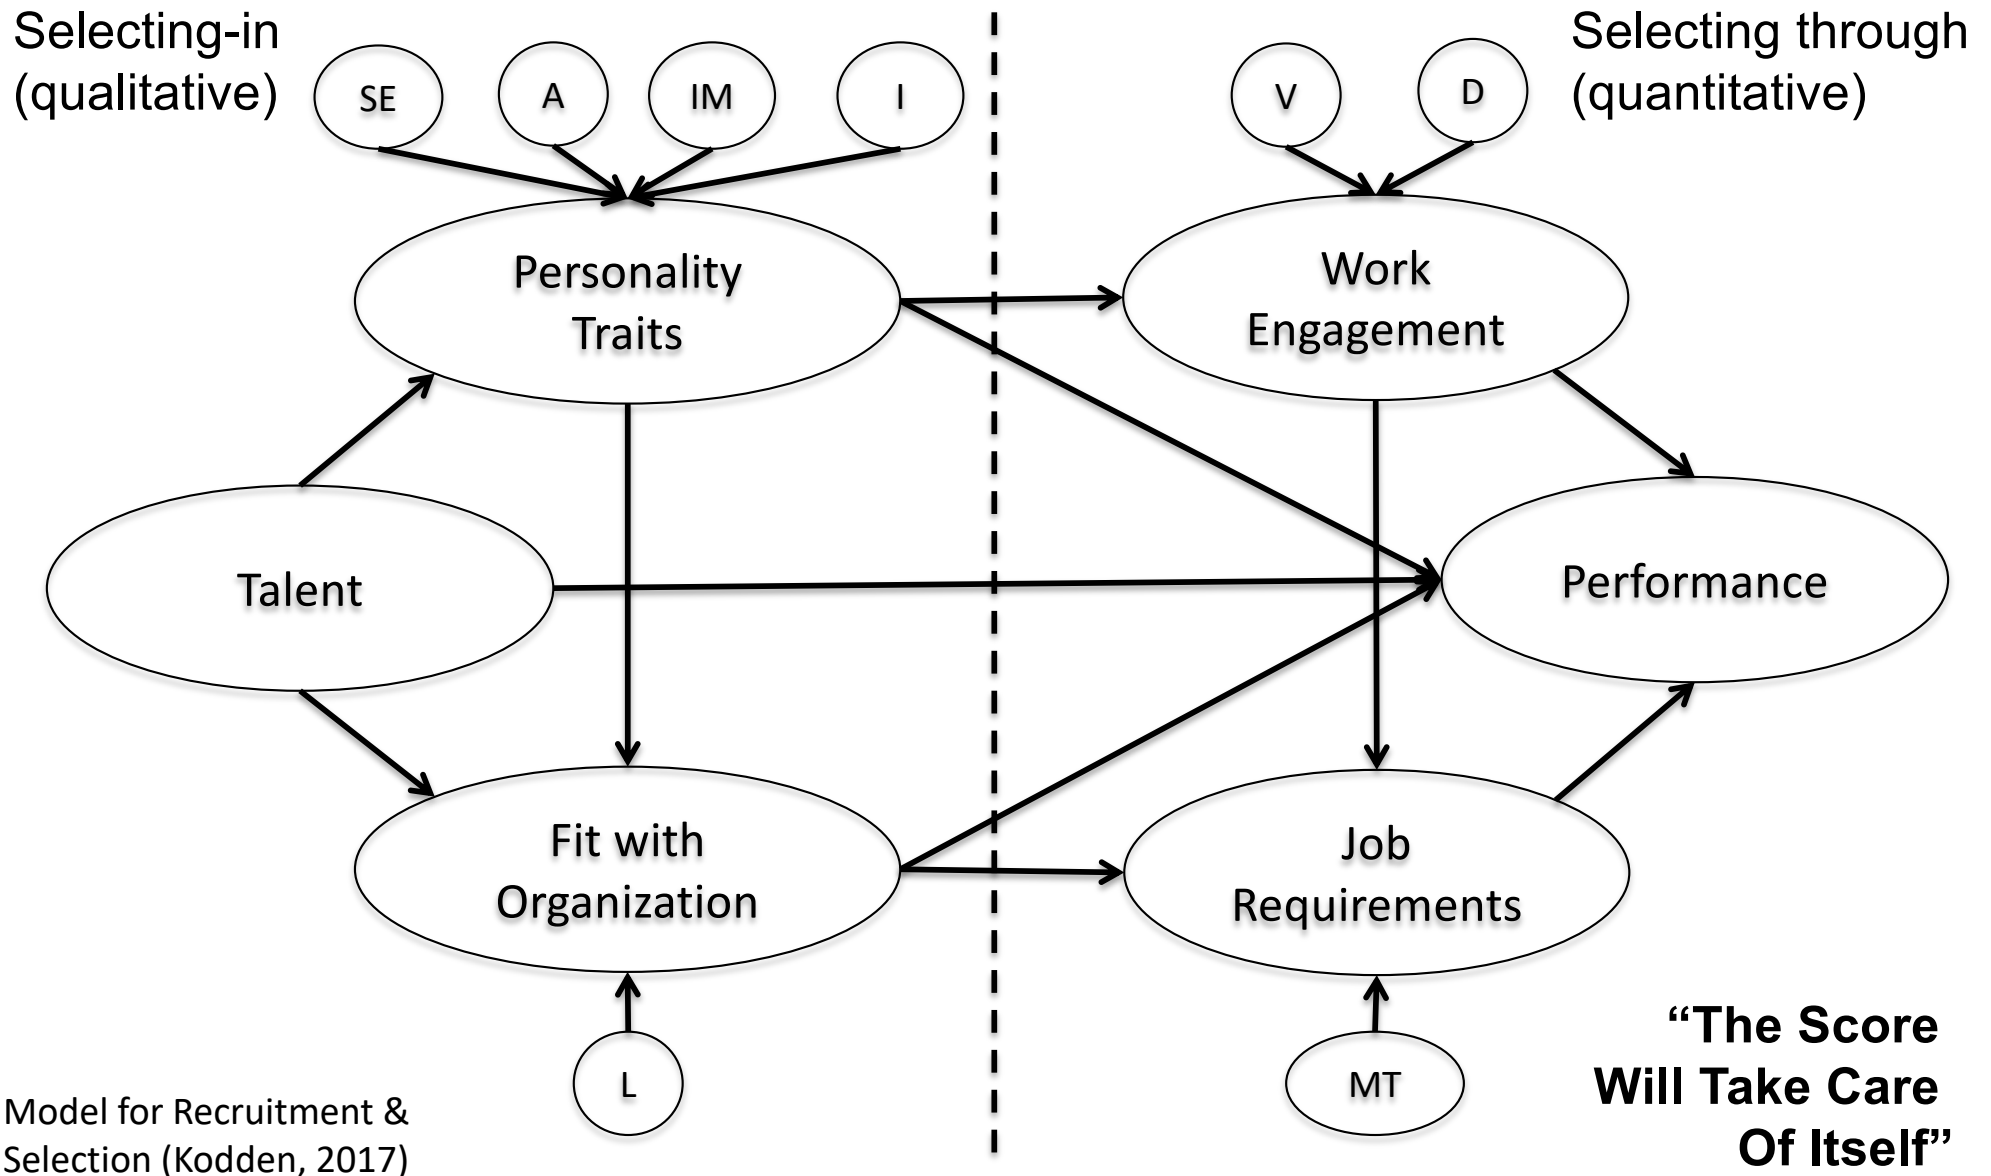 Selecting-in
(qualitative)
SE
A
IM
I
V
D
Selecting through
(quantitative)
Personality
Traits
Work
Engagement
Talent
Performance
Fit with
Organization
Job
Requirements
L
MT
Model for Recruitment &
Selection (Kodden, 2017)
“The Score
Will Take Care
Of Itself”